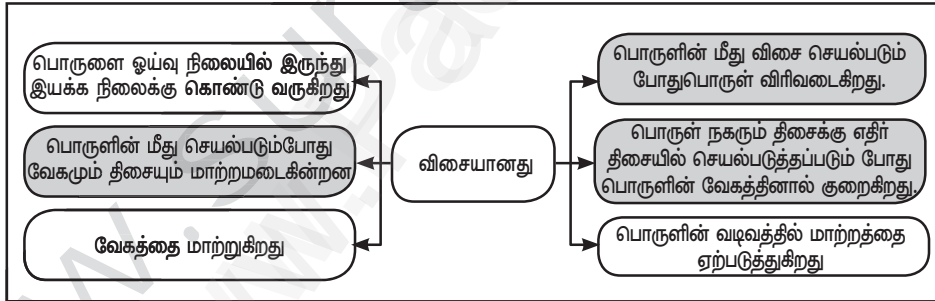 பொருளை ஓய்வு நிலையில் இருந்து
இயக்க நிலைக்கு கொண்டு வருகிறது
பொருளின் மீது செயல்படும்போது
வேகமும் திசையும் மாற்றமடைகின்றன
வேகத்தை மாற்றுகிறது
விசையானது
பொருளின் மீது விசை செயல்படும்
போதுபொருள் விரிவடைகிறது.
பொருள் நகரும் திசைக்கு எதிர்
திசையில் செயல்படுத்தப்படும் போது
பொருளின் வேகத்தினால் குறைகிறது.
பொருளின் வடிவத்தில் மாற்றத்தை
ஏற்படுத்துகிறது